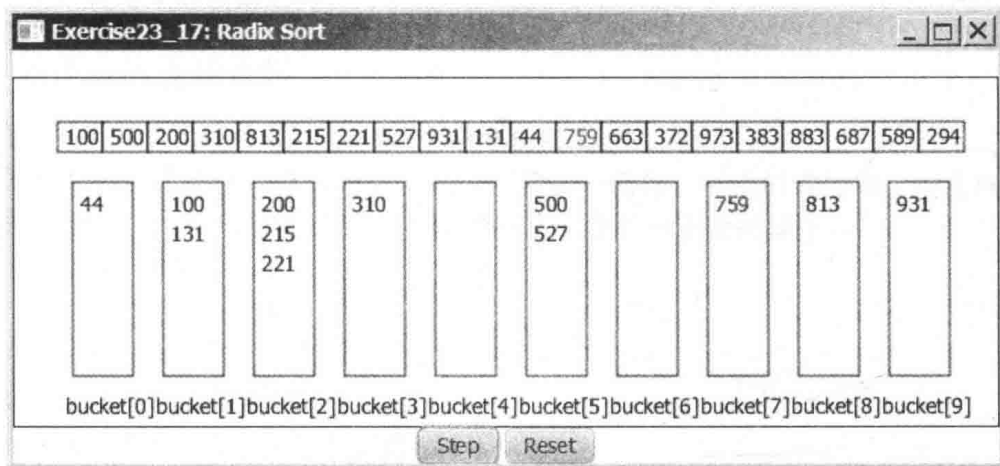 Exercise23_17: Radix Sort
100 500 200 310 813 215 221 527 931 131 44 759 663 372 973 383 883 687 589 294
44 100 200 310 500 759 813 931
131 215 527
221
bucket[0] bucket[1] bucket[2] bucket[3] bucket[4] bucket[5] bucket[6] bucket[7] bucket[8] bucket[9]
Step Reset